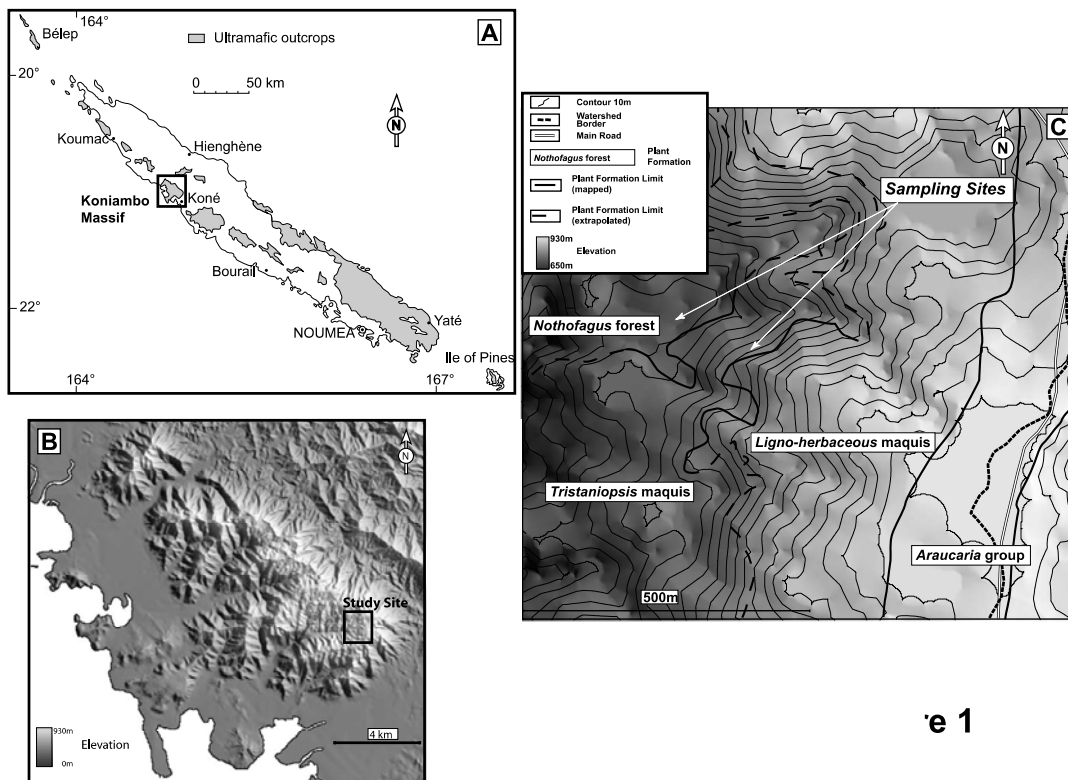 164°
A
Bélep
Ultramafic outcrops
20°
0 50 km
N
Koumac
Hienghène
Koniambo
Massif
Koné
Bourail
22°
Yaté
NOUMEA
Ile of Pines
164°
167°
B
N
Study Site
930m
Elevation
0m
4 km
C
Contour 10m
Watershed
Border
Main Road
Nothofagus forest
Plant
Formation
Plant Formation Limit
(mapped)
Plant Formation Limit
(extrapolated)
930m
Elevation
650m
N
Sampling Sites
Nothofagus forest
Ligno-herbaceous maquis
Tristaniopsis maquis
Araucaria group
500m
e 1